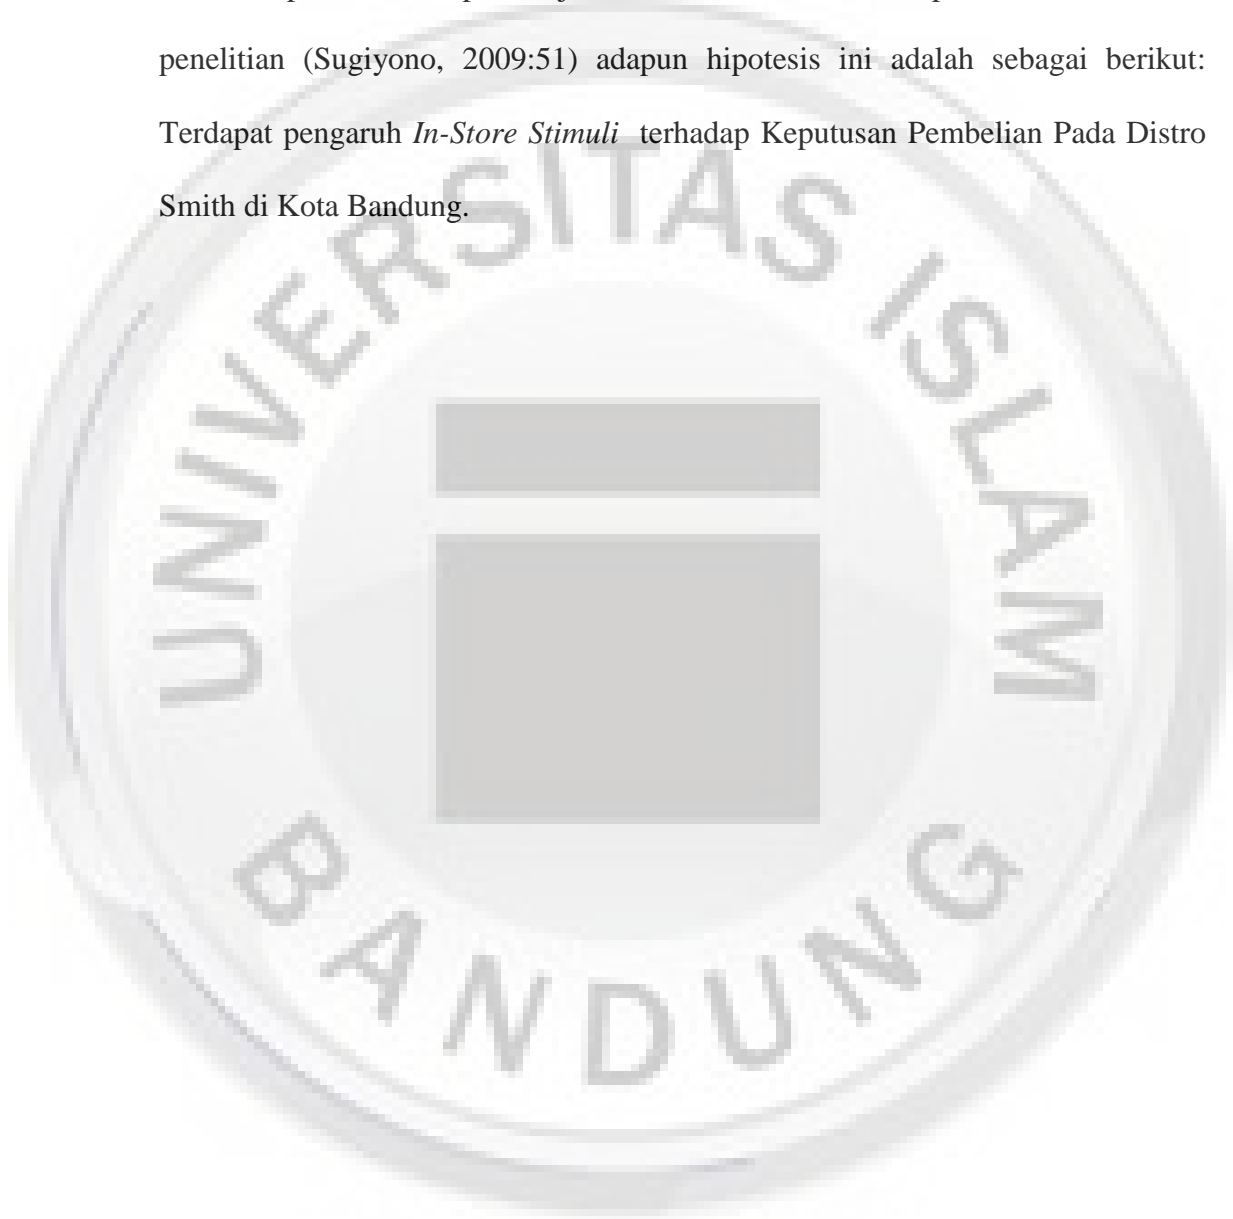 penelitian (Sugiyono, 2009:51) adapun hipotesis ini adalah sebagai berikut:
Terdapat pengaruh In-Store Stimuli terhadap Keputusan Pembelian Pada Distro
Smith di Kota Bandung.
UNIVERSITAS ISLAM
BANDUNG